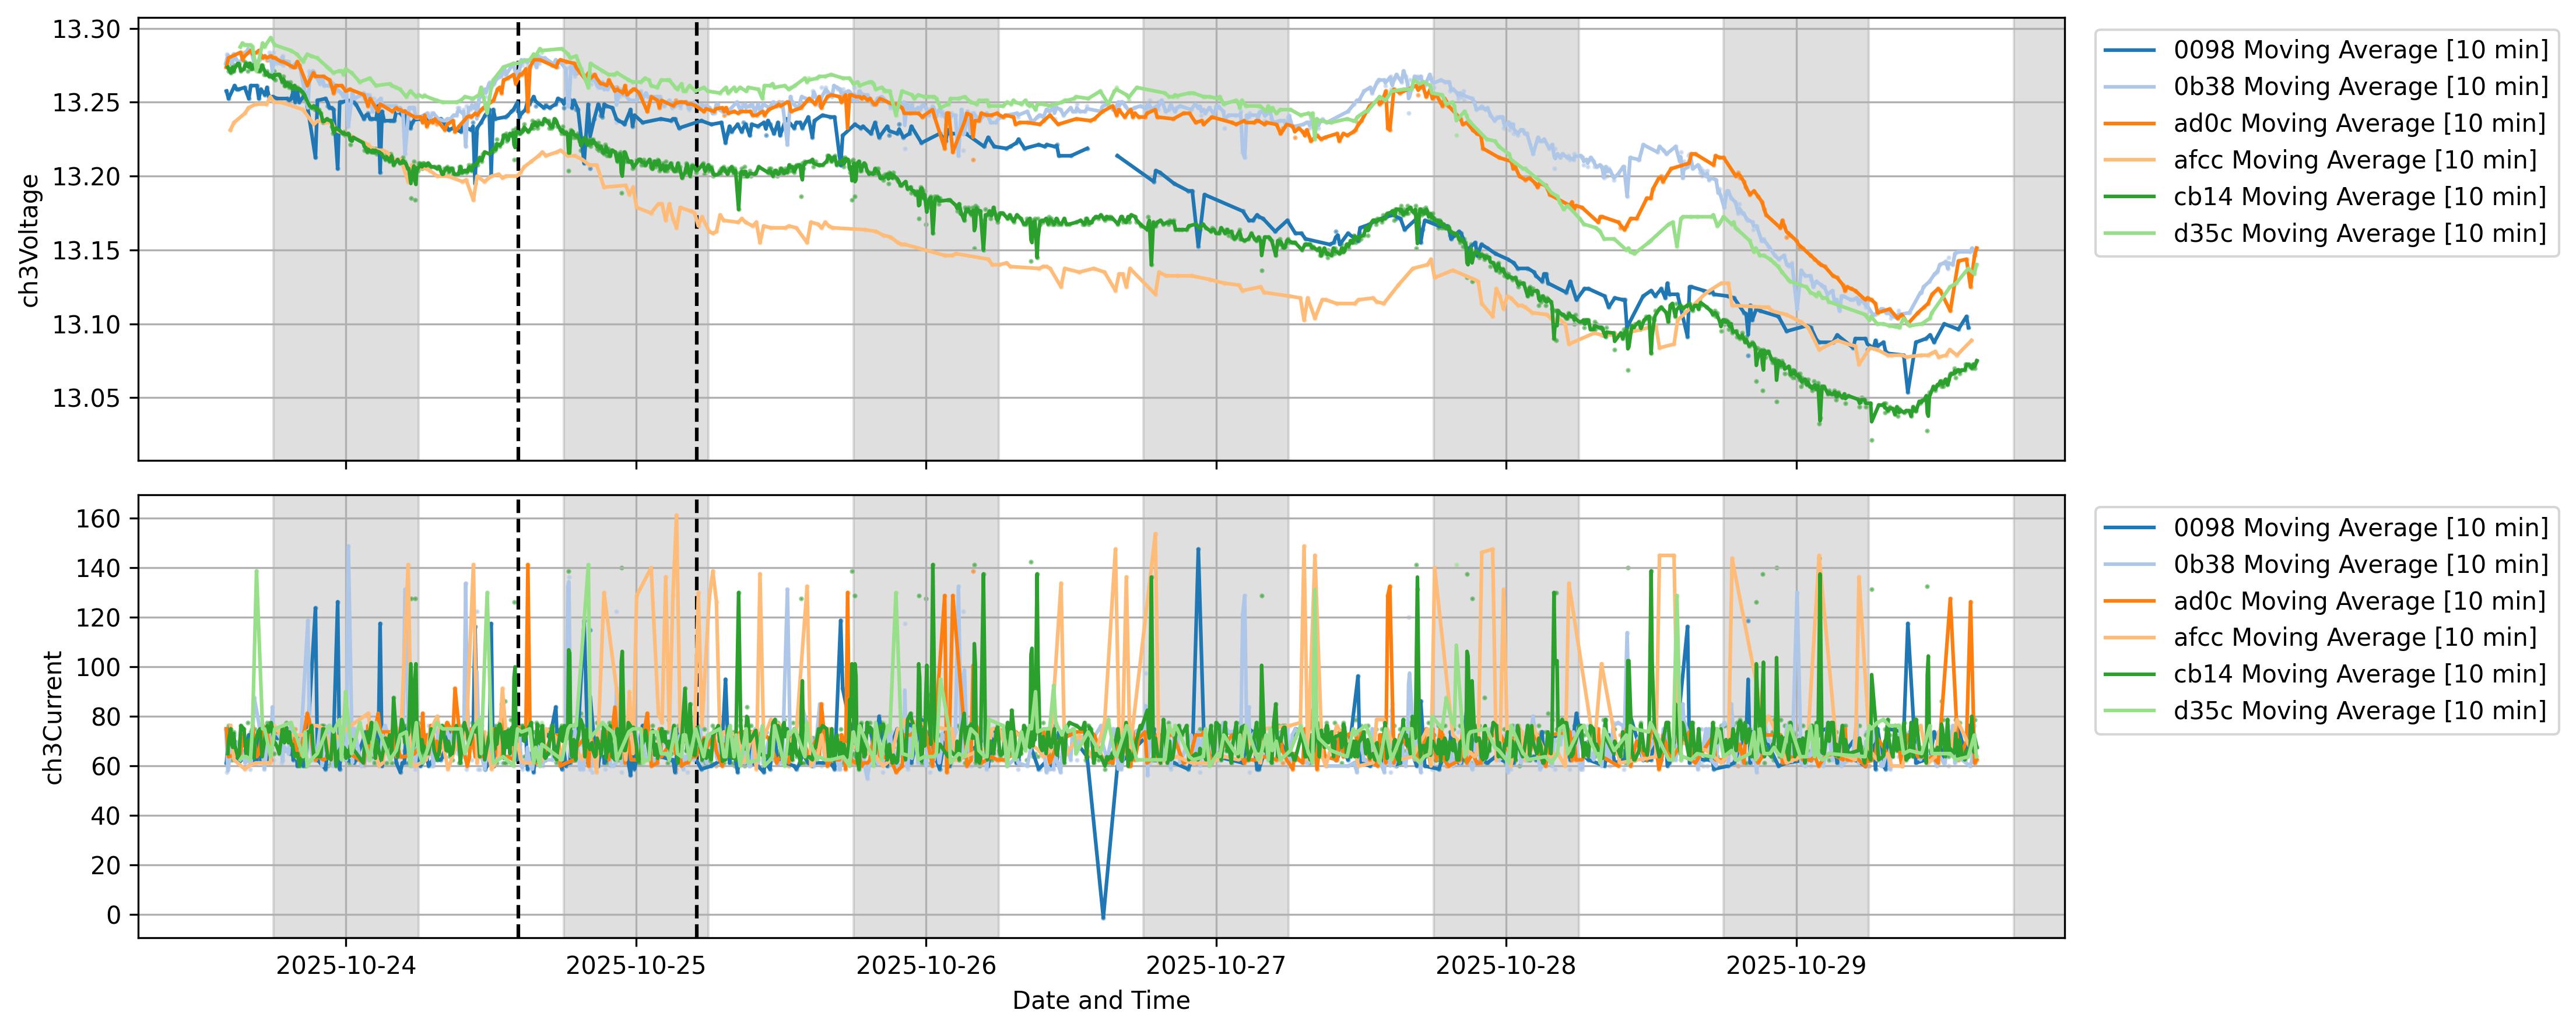 13.30
13.25
13.20
13.15
13.10
13.05
ch3Voltage
0098 Moving Average [10 min]
0b38 Moving Average [10 min]
ad0c Moving Average [10 min]
afcc Moving Average [10 min]
cb14 Moving Average [10 min]
d35c Moving Average [10 min]
160
140
120
100
80
60
40
20
0
ch3Current
0098 Moving Average [10 min]
0b38 Moving Average [10 min]
ad0c Moving Average [10 min]
afcc Moving Average [10 min]
cb14 Moving Average [10 min]
d35c Moving Average [10 min]
2025-10-24 2025-10-25 2025-10-26 2025-10-27 2025-10-28 2025-10-29
Date and Time